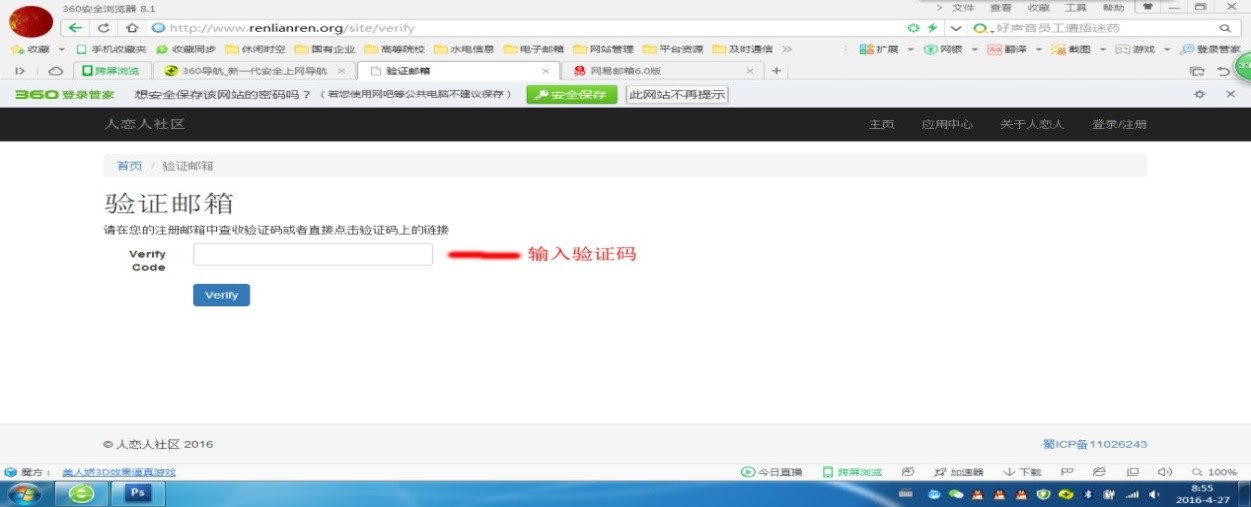 360安全浏览器 8.1
文件 查看 收藏 工具 帮助
http://www.renlianren.org/site/verify
好声音员工遭捂迷药
收藏 手机收藏夹 收藏同步 休闲时空 国有企业 高等院校 水电信息 电子邮箱 网站管理 平台资源 及时通信 »
扩展 网银 翻译 截图 游戏 登录管家
跨屏浏览 360导航_新一代安全上网导航 × 验证邮箱 × 网易邮箱6.0版 × +
33
360 登录管家 想安全保存该网站的密码吗？（若您使用网吧等公共电脑不建议保存） 安全保存 此网站不再提示
人恋人社区 主页 应用中心 关于人恋人 登录/注册
首页 / 验证邮箱
验证邮箱
请在您的注册邮箱中查收验证码或者直接点击验证码上的链接
Verify
Code
输入验证码
Verify
© 人恋人社区 2016 蜀ICP备11026243
魔方： 美人娇3D效果逼真游戏 今日直播 跨屏浏览 加速器 下载 100%
Ps
8:55
2016-4-27